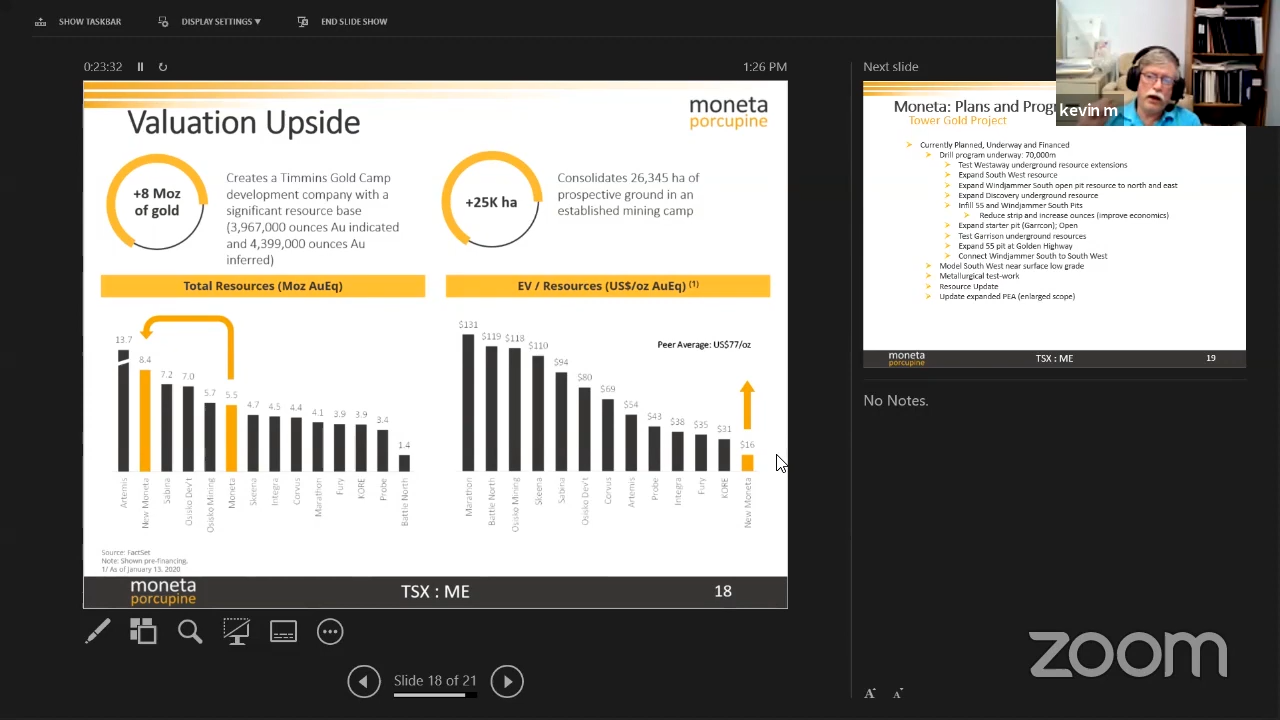 SHOW TASKBAR
DISPLAY SETTINGS ▼
END SLIDE SHOW
0:23:32
1:26 PM
Valuation Upside
moneta
porcupine
+8 Moz
of gold
Creates a Timmins Gold Camp
development company with a
significant resource base
(3,967,000 ounces Au indicated
and 4,399,000 ounces Au
inferred)
+25K ha
Consolidates 26,345 ha of
prospective ground in an
established mining camp
Total Resources (Moz AuEq)
13.7
8.4
7.2
7.0
5.7
5.5
4.7
4.5
4.4
4.1
3.9
3.9
3.4
1.4
Artemis
New Moneta
Sabina
Osisko Dev't
Osisko Mining
Moneta
Skeena
Integra
Corvus
Marathon
Fury
KORE
Probe
Battle North
EV / Resources (US$/oz AuEq) (1)
Peer Average: US$77/oz
$131
$119
$118
$110
$94
$80
$69
$54
$43
$38
$35
$31
$16
Marathon
Battle North
Osisko Mining
Skeena
Sabina
Osisko Dev't
Corvus
Artemis
Probe
Integra
Fury
KORE
New Moneta
Source: FactSet
Note: Shown pre-financing.
1/ As of January 13, 2020
moneta
porcupine
TSX : ME
18
Slide 18 of 21
Next slide
Moneta: Plans and Prog
Tower Gold Project
Currently Planned, Underway and Financed
Drill program underway: 70,000m
Test Westaway underground resource extensions
Expand South West resource
Expand Windjammer South open pit resource to north and east
Expand Discovery underground resource
Infill 55 and Windjammer South Pits
Reduce strip and increase ounces (improve economics)
Expand starter pit (Garrcon); Open
Test Garrison underground resources
Expand 55 pit at Golden Highway
Connect Windjammer South to South West
Model South West near surface low grade
Metallurgical test-work
Resource Update
Update expanded PEA (enlarged scope)
moneta
porcupine
TSX : ME
19
kevin m
No Notes.
A A
zoom